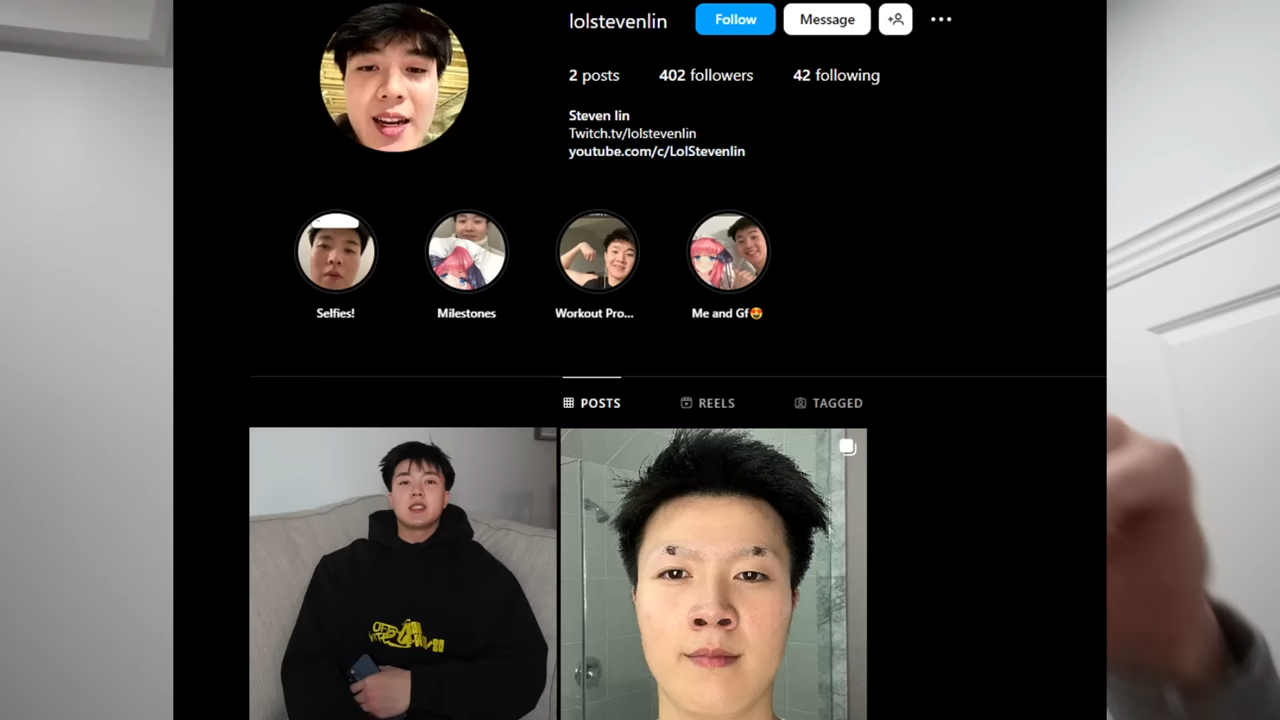 lolstevenlin Follow Message
2 posts 402 followers 42 following
Steven lin
Twitch.tv/lolstevenlin
youtube.com/c/LolStevenlin
Selfies! Milestones Workout Pro... Me and Gf😍
POSTS REELS TAGGED